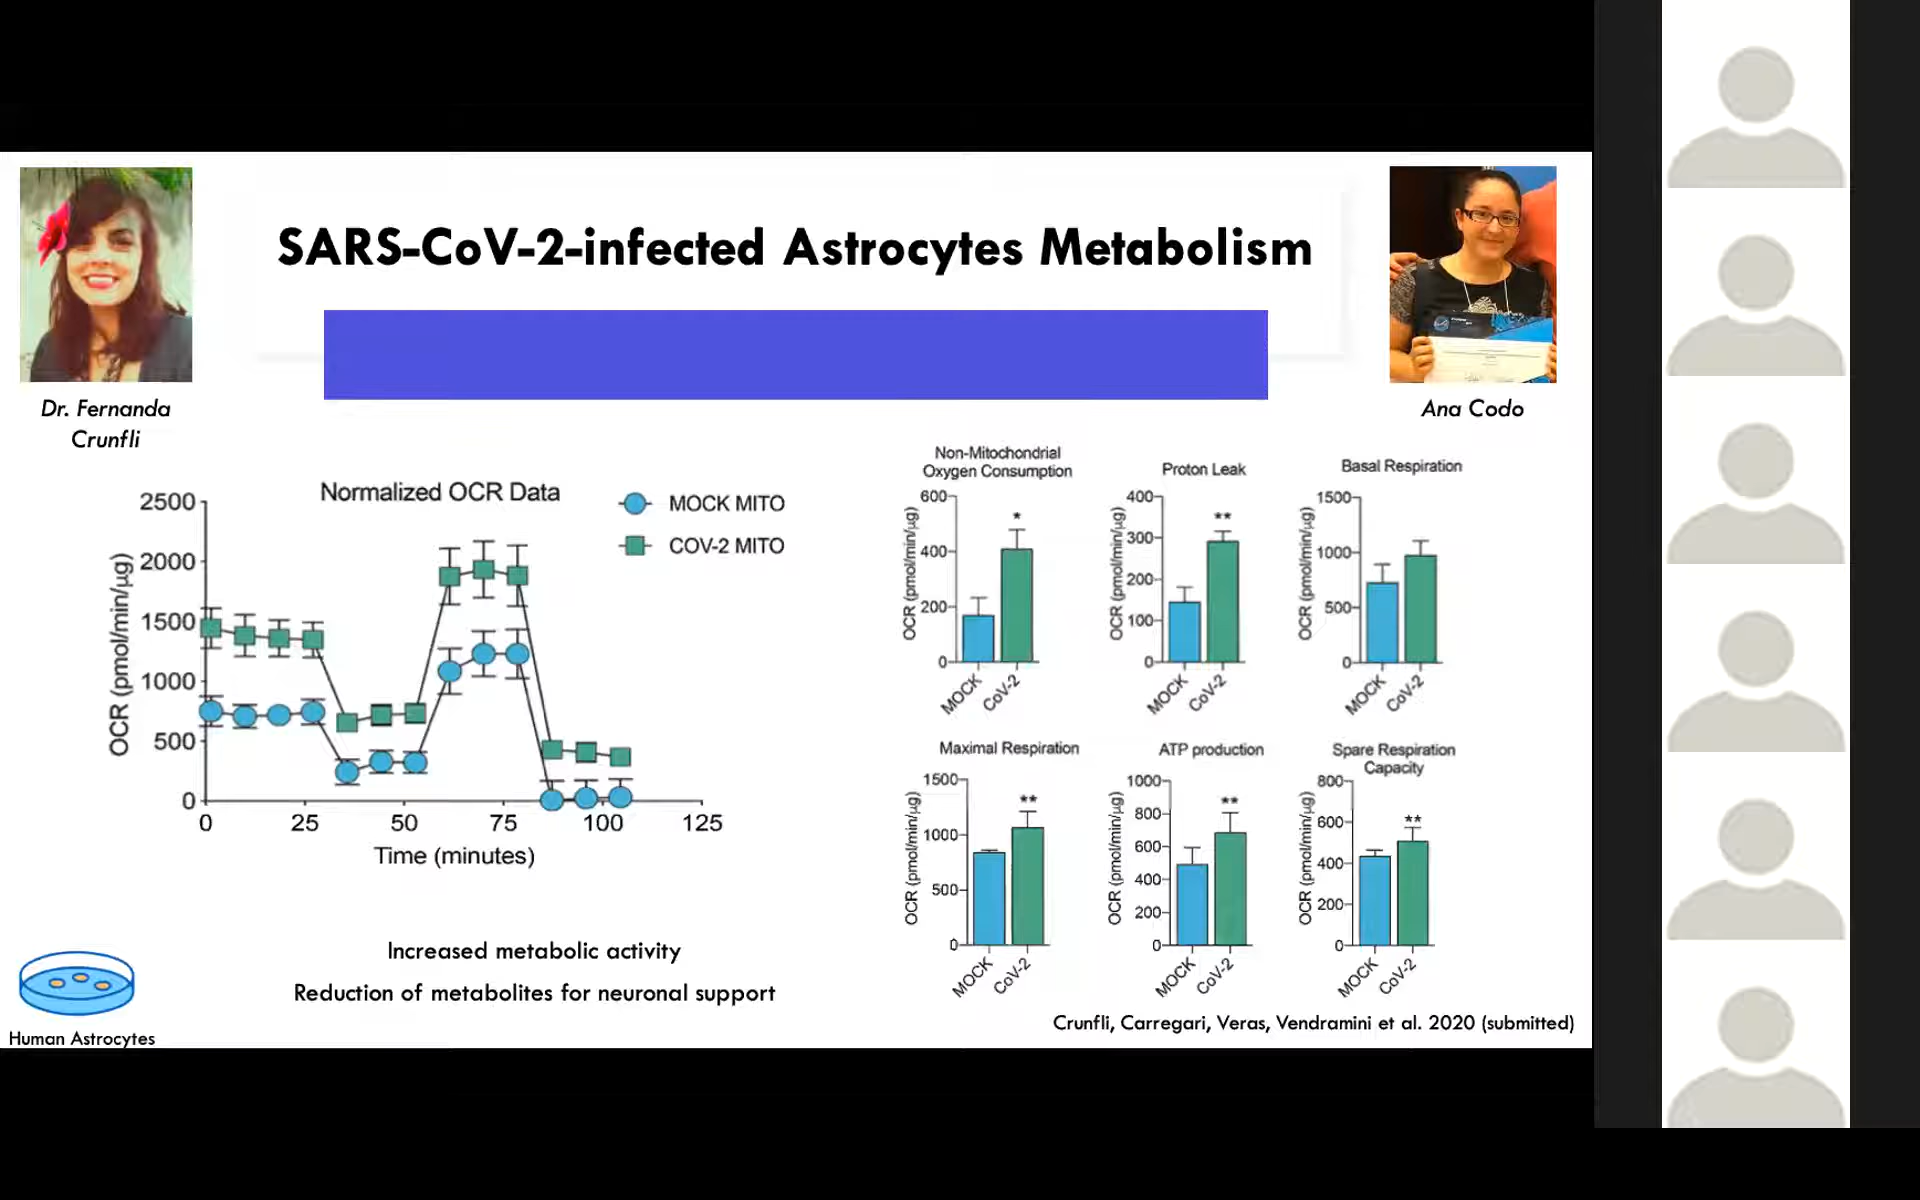 SARS-CoV-2-infected Astrocytes Metabolism
Dr. Fernanda
Crunfli
Ana Codo
Normalized OCR Data
MOCK MITO
COV-2 MITO
OCR (pmol/min/µg)
2500
2000
1500
1000
500
0
0 25 50 75 100 125
Time (minutes)
Non-Mitochondrial
Oxygen Consumption
OCR (pmol/min/µg)
600
400
200
0
*
MOCK
CoV-2
Proton Leak
OCR (pmol/min/µg)
400
300
200
100
0
**
MOCK
CoV-2
Basal Respiration
OCR (pmol/min/µg)
1500
1000
500
0
MOCK
CoV-2
Maximal Respiration
OCR (pmol/min/µg)
1500
1000
500
0
**
MOCK
CoV-2
ATP production
OCR (pmol/min/µg)
1000
800
600
400
200
0
**
MOCK
CoV-2
Spare Respiration
Capacity
OCR (pmol/min/µg)
800
600
400
200
0
**
MOCK
CoV-2
Increased metabolic activity
Reduction of metabolites for neuronal support
Human Astrocytes
Crunfli, Carregari, Veras, Vendramini et al. 2020 (submitted)